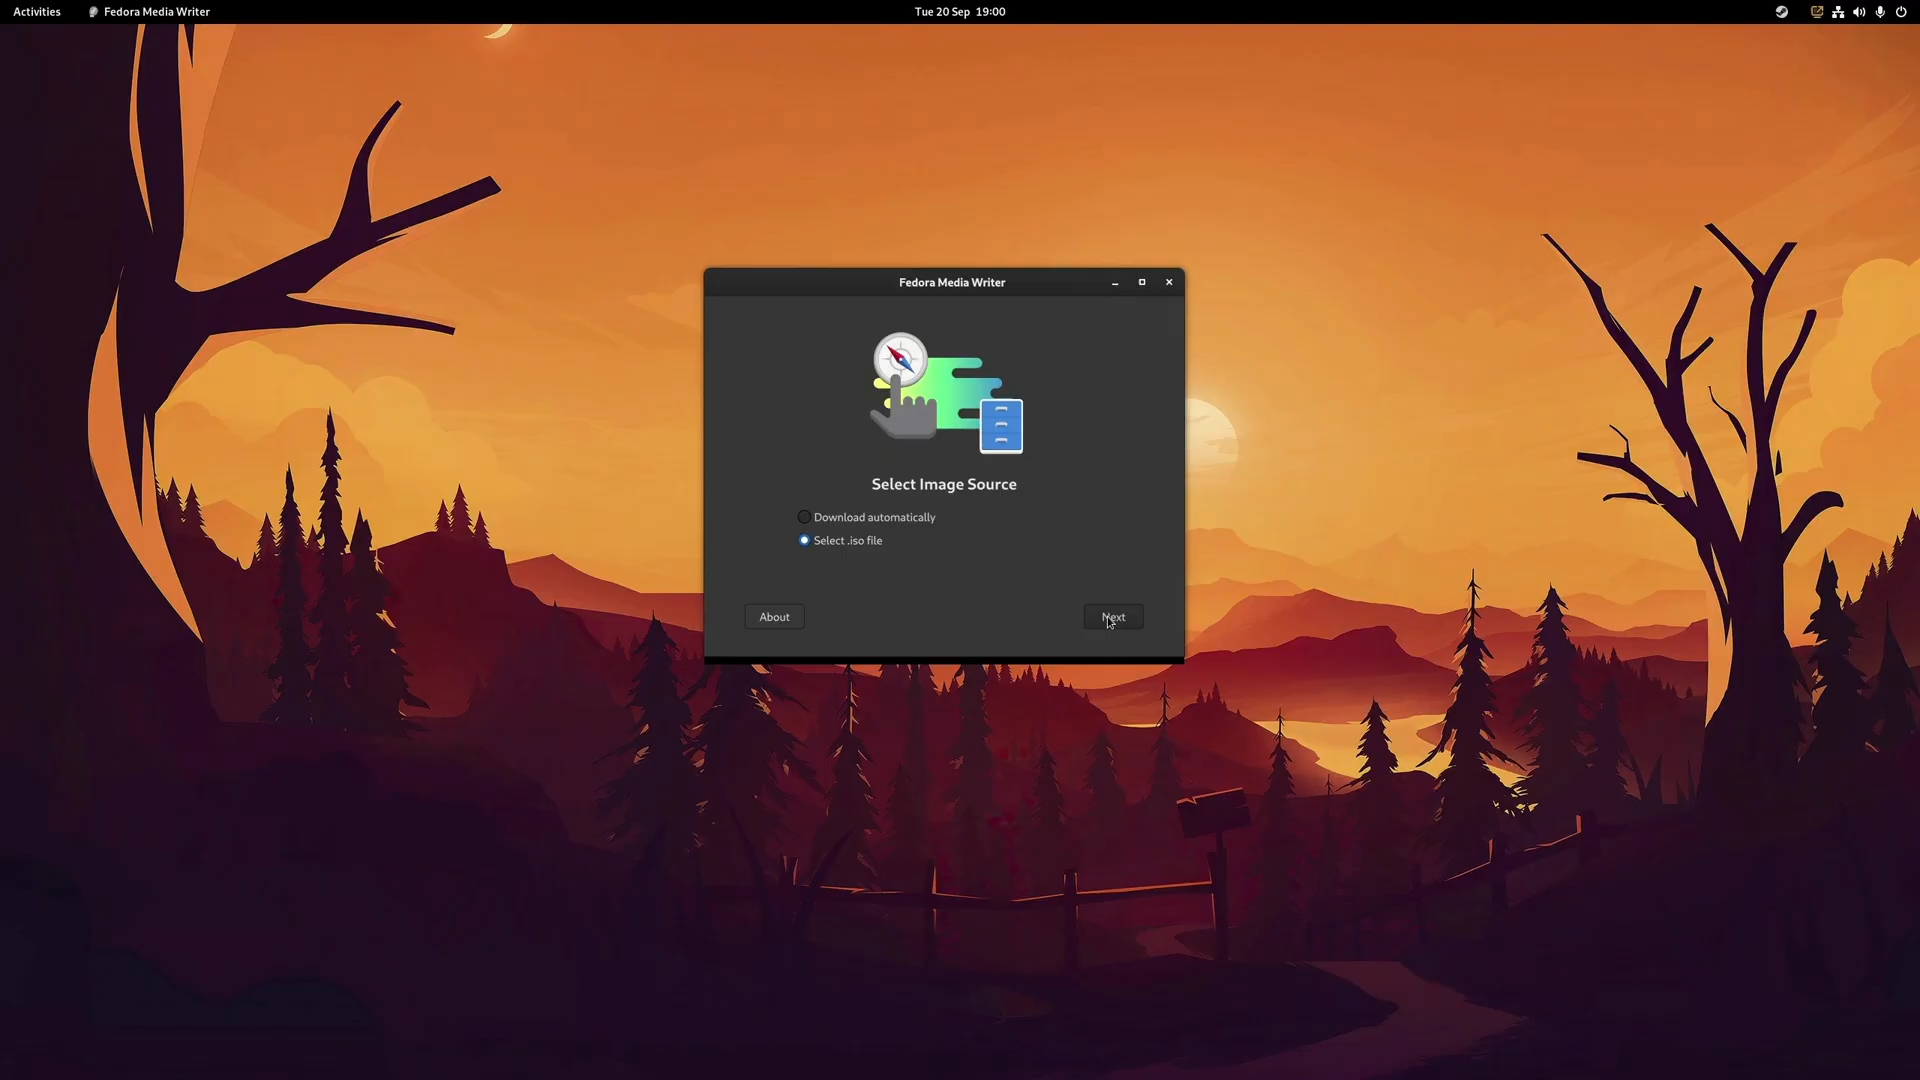 Activities
Fedora Media Writer
Tue 20 Sep 19:00
Fedora Media Writer
Select Image Source
Download automatically
Select .iso file
About
Next